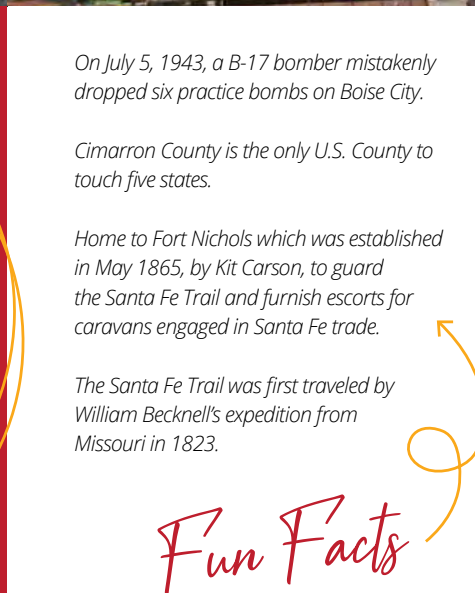 On July 5, 1943, a B-17 bomber mistakenly
dropped six practice bombs on Boise City.
Cimarron County is the only U.S. County to
touch five states.
Home to Fort Nichols which was established
in May 1865, by Kit Carson, to guard
the Santa Fe Trail and furnish escorts for
caravans engaged in Santa Fe trade.
The Santa Fe Trail was first traveled by
William Becknell’s expedition from
Missouri in 1823.
Fun Facts